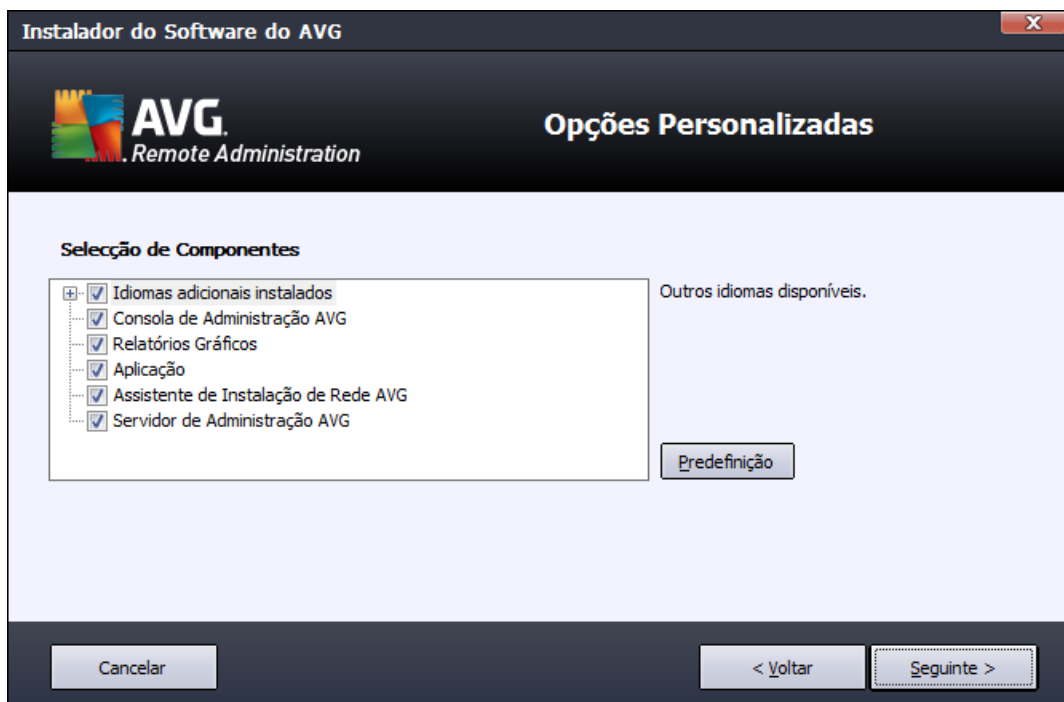 Instalador do Software do AVG
X
AVG.
Remote Administration
Opções Personalizadas
Selecção de Componentes
Idiomas adicionais instalados
Consola de Administração AVG
Relatórios Gráficos
Aplicação
Assistente de Instalação de Rede AVG
Servidor de Administração AVG
Outros idiomas disponíveis.
Predefinição
Cancelar
< Voltar
Seguinte >